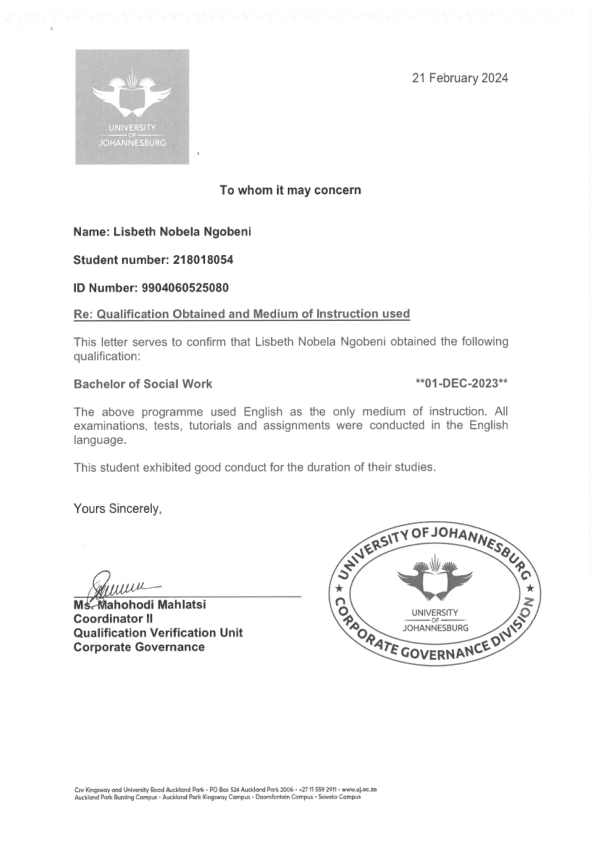 UNIVERSITY
OF
JOHANNESBURG
21 February 2024
To whom it may concern
Name: Lisbeth Nobela Ngobeni
Student number: 218018054
ID Number: 9904060525080
Re: Qualification Obtained and Medium of Instruction used
This letter serves to confirm that Lisbeth Nobela Ngobeni obtained the following
qualification:
Bachelor of Social Work **01-DEC-2023**
The above programme used English as the only medium of instruction. All
examinations, tests, tutorials and assignments were conducted in the English
language.
This student exhibited good conduct for the duration of their studies.
Yours Sincerely,
Ms. Mahohodi Mahlatsi
Coordinator II
Qualification Verification Unit
Corporate Governance
UNIVERSITY OF JOHANNESBURG
UNIVERSITY
OF
JOHANNESBURG
CORPORATE GOVERNANCE DIVISION
Cnr Kingsway and University Road Auckland Park • PO Box 524 Auckland Park 2006 • +27 11 559 2911 • www.uj.ac.za
Auckland Park Bunting Campus • Auckland Park Kingsway Campus • Doornfontein Campus • Soweto Campus